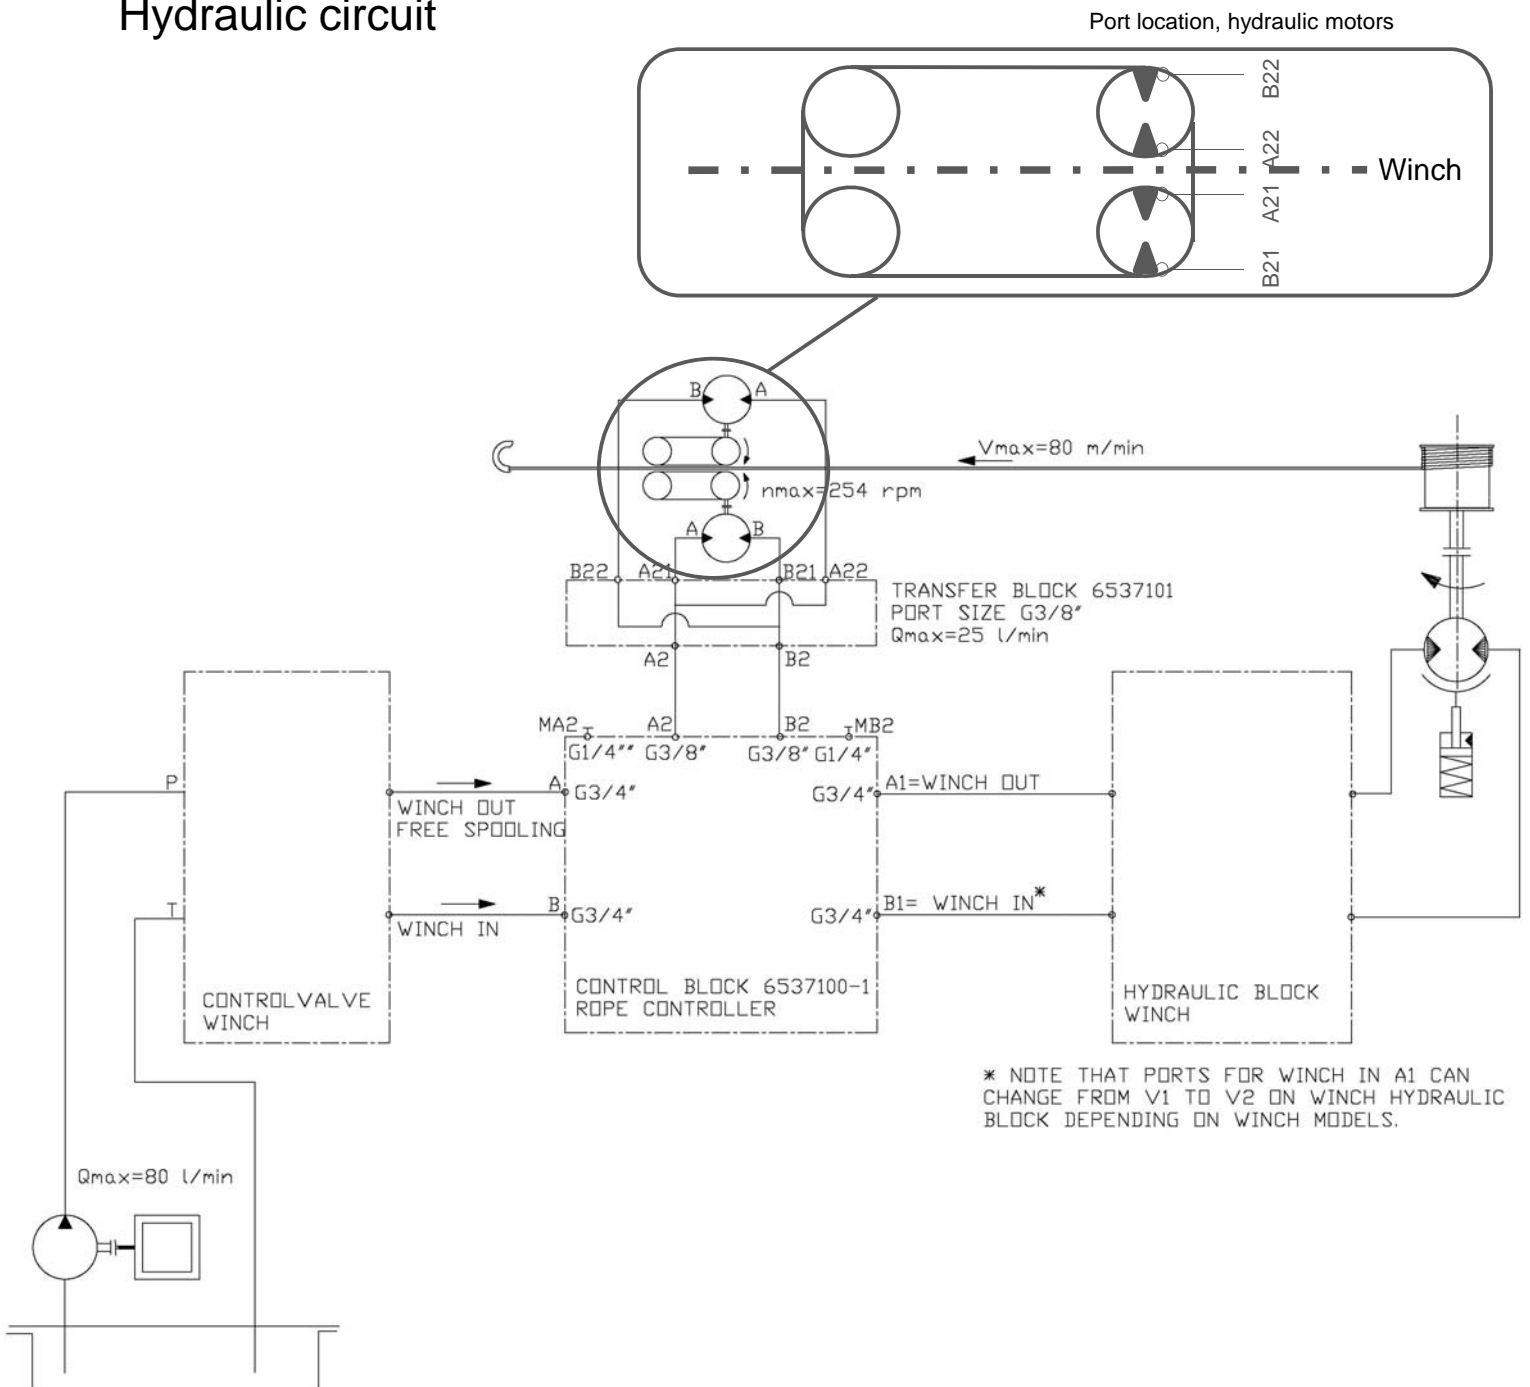 Hydraulic circuit
Port location, hydraulic motors
B22
A22
Winch
A21
B21
B
A
Vmax=80 m/min
nmax=254 rpm
A
B
B22
A21
B21
A22
TRANSFER BLOCK 6537101
PORT SIZE G3/8"
Qmax=25 l/min
A2
B2
MA2
A2
B2
MB2
G1/4""
G3/8"
G3/8"
G1/4"
P
A
G3/4"
G3/4"
A1=WINCH OUT
WINCH OUT
FREE SPOOLING
T
B
G3/4"
G3/4"
B1= WINCH IN*
WINCH IN
CONTROLVALVE
WINCH
CONTROL BLOCK 6537100-1
ROPE CONTROLLER
HYDRAULIC BLOCK
WINCH
* NOTE THAT PORTS FOR WINCH IN A1 CAN
CHANGE FROM V1 TO V2 ON WINCH HYDRAULIC
BLOCK DEPENDING ON WINCH MODELS.
Qmax=80 l/min